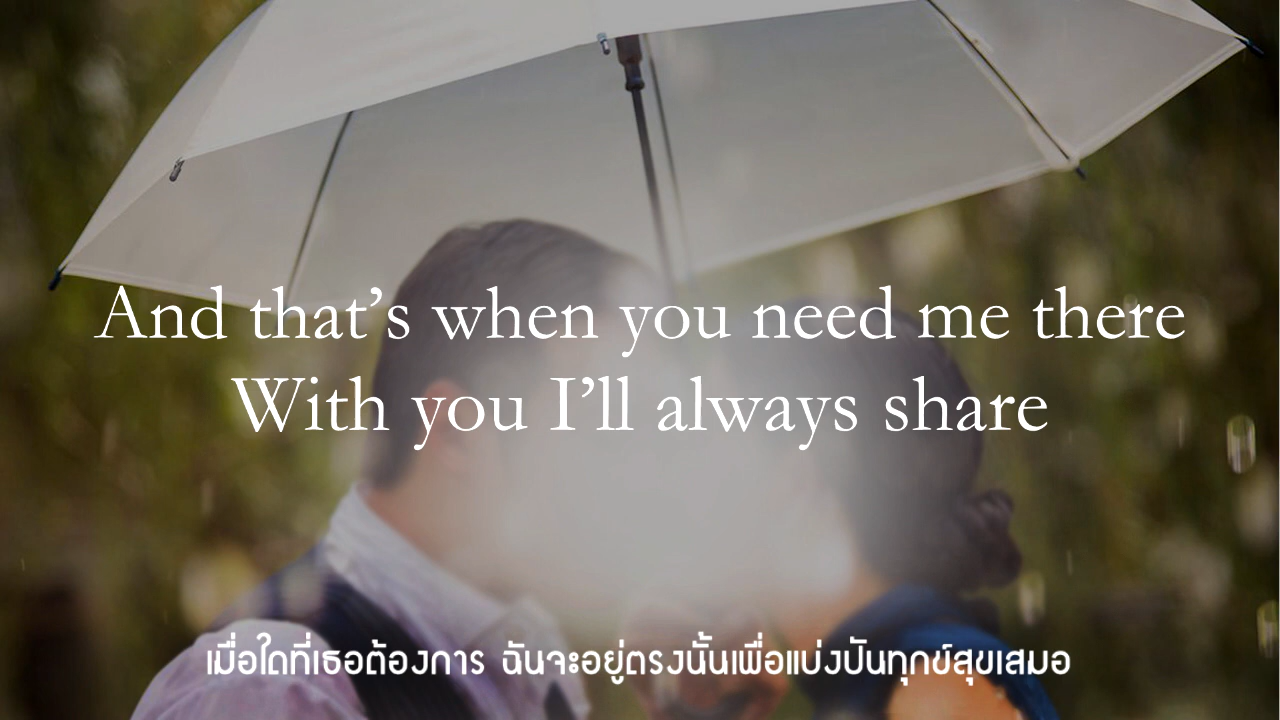 And that’s when you need me there
With you I’ll always share
เมื่อใดที่เธอต้องการ ฉันจะอยู่ตรงนั้นเพื่อแบ่งปันทุกข์สุขเสมอ